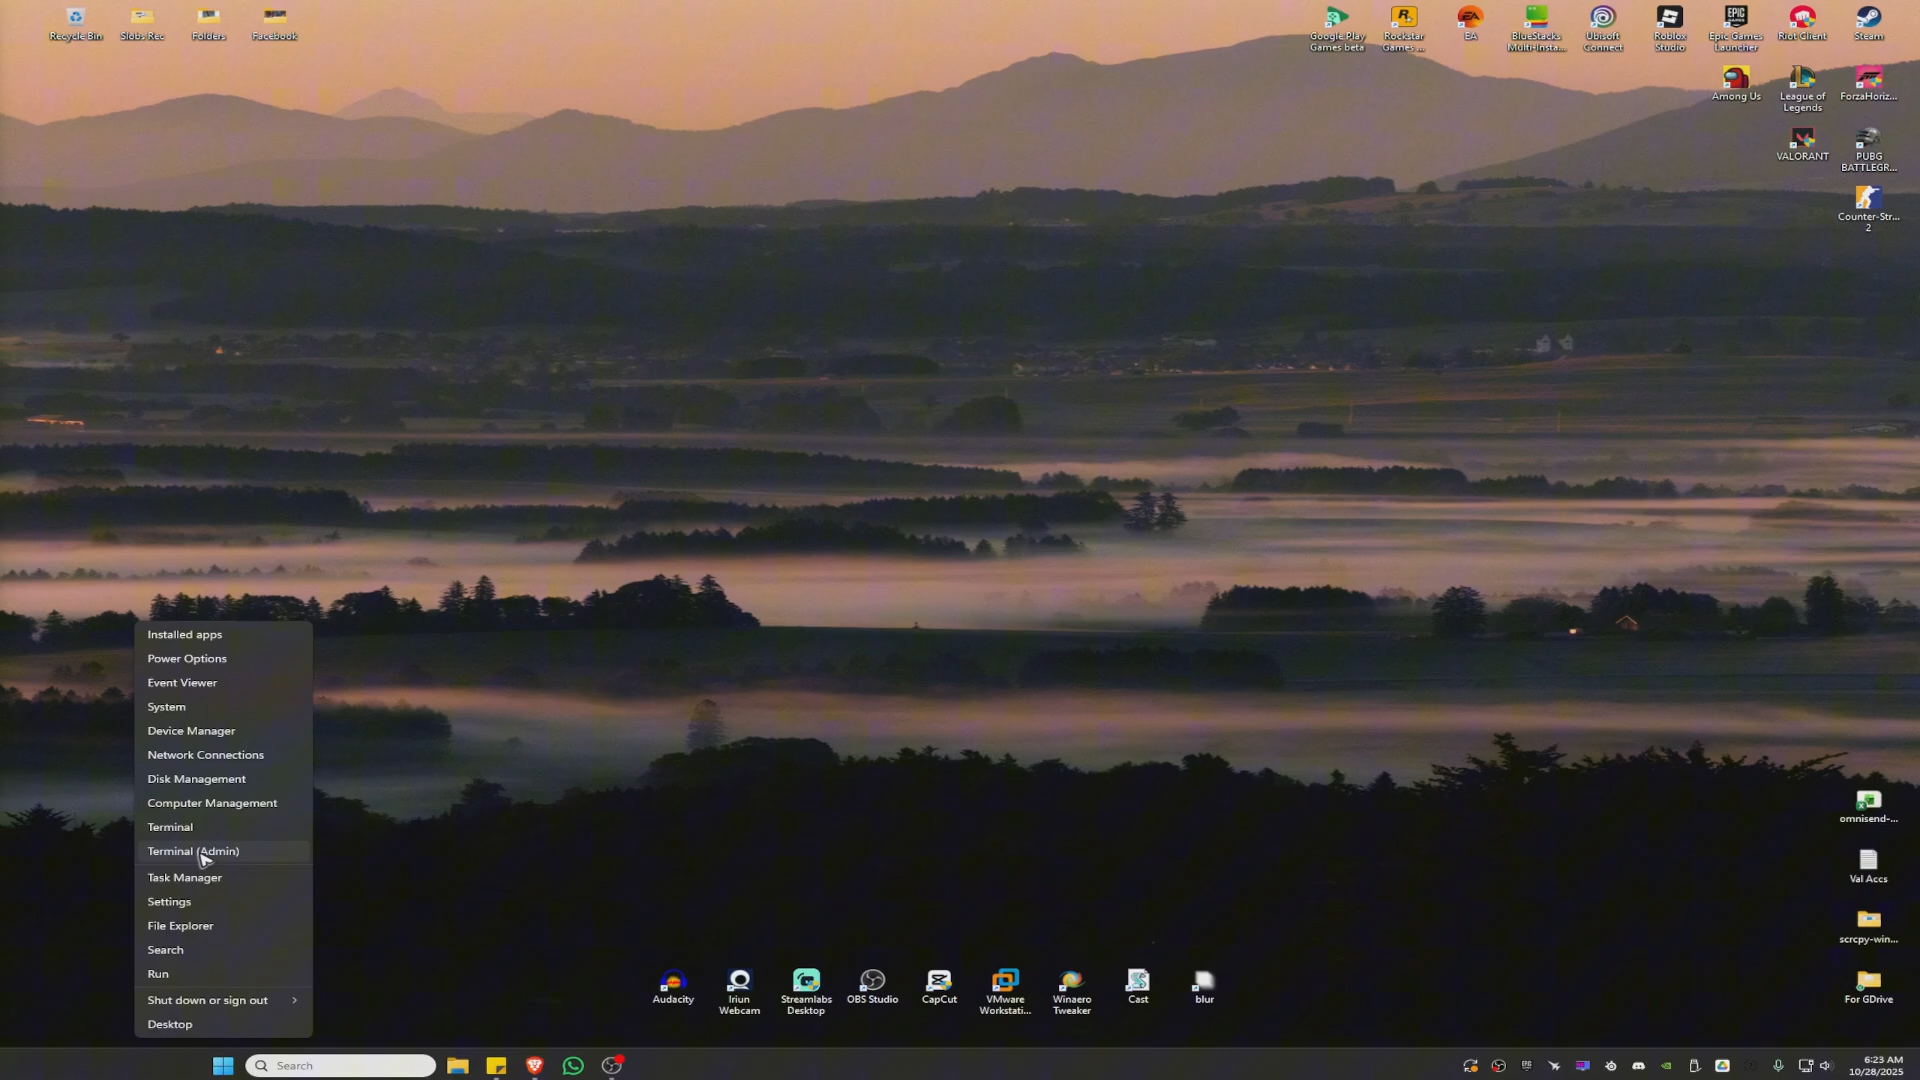 Recycle Bin
Slobs Rec
Folders
Facebook
Google Play
Games beta
Rockstar
Games ...
EA
BlueStacks
Multi-Insta...
Ubisoft
Connect
Roblox
Studio
Epic Games
Launcher
Riot Client
Steam
Among Us
League of
Legends
ForzaHoriz...
VALORANT
PUBG
BATTLEGR...
Counter-Str...
2
Installed apps
Power Options
Event Viewer
System
Device Manager
Network Connections
Disk Management
Computer Management
Terminal
Terminal (Admin)
Task Manager
Settings
File Explorer
Search
Run
Shut down or sign out
Desktop
omnisend-...
Val Accs
scrcpy-win...
For GDrive
Audacity
Iriun
Webcam
Streamlabs
Desktop
OBS Studio
CapCut
VMware
Workstati...
Winaero
Tweaker
Cast
blur
Search
6:23 AM
10/28/2025